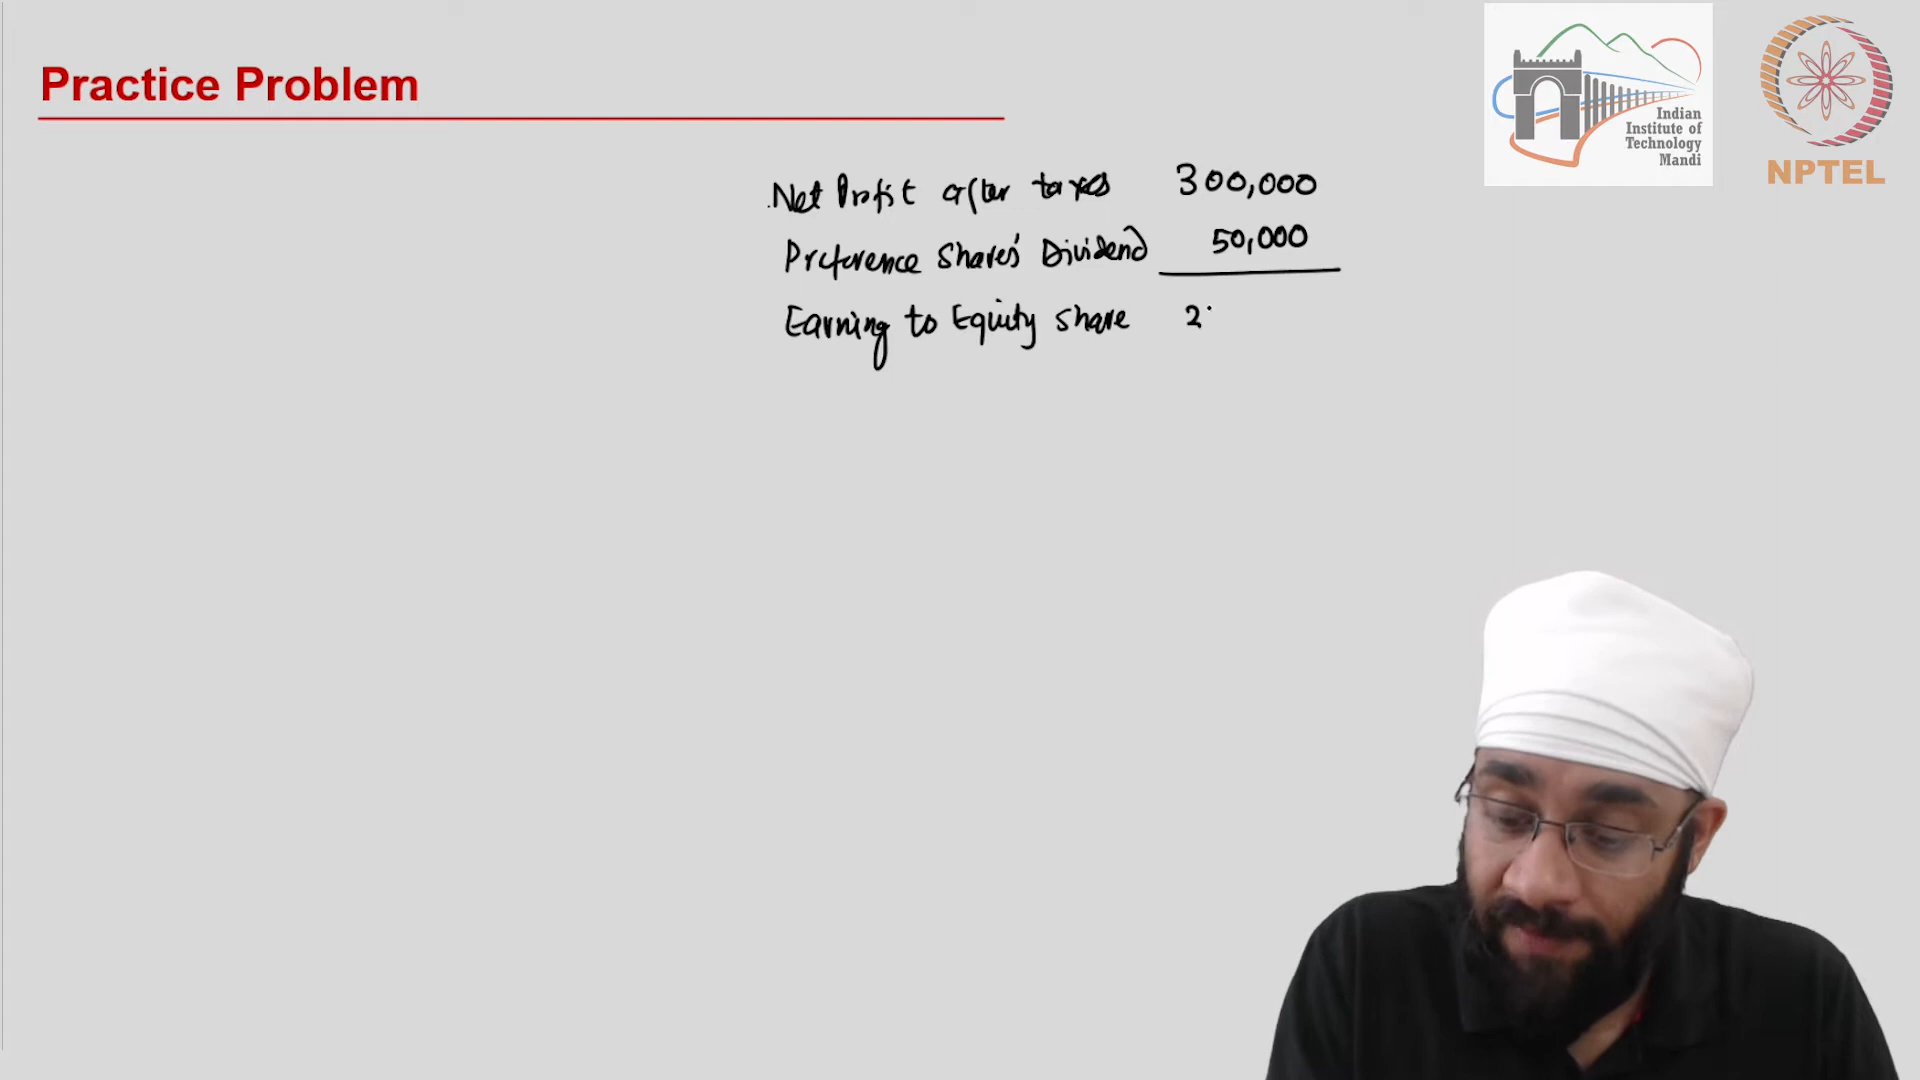 Practice Problem
Net Profit after taxes 300,000
Preference Shares' Dividend 50,000
Earning to Equity share 2
Indian
Institute of
Technology
Mandi
NPTEL